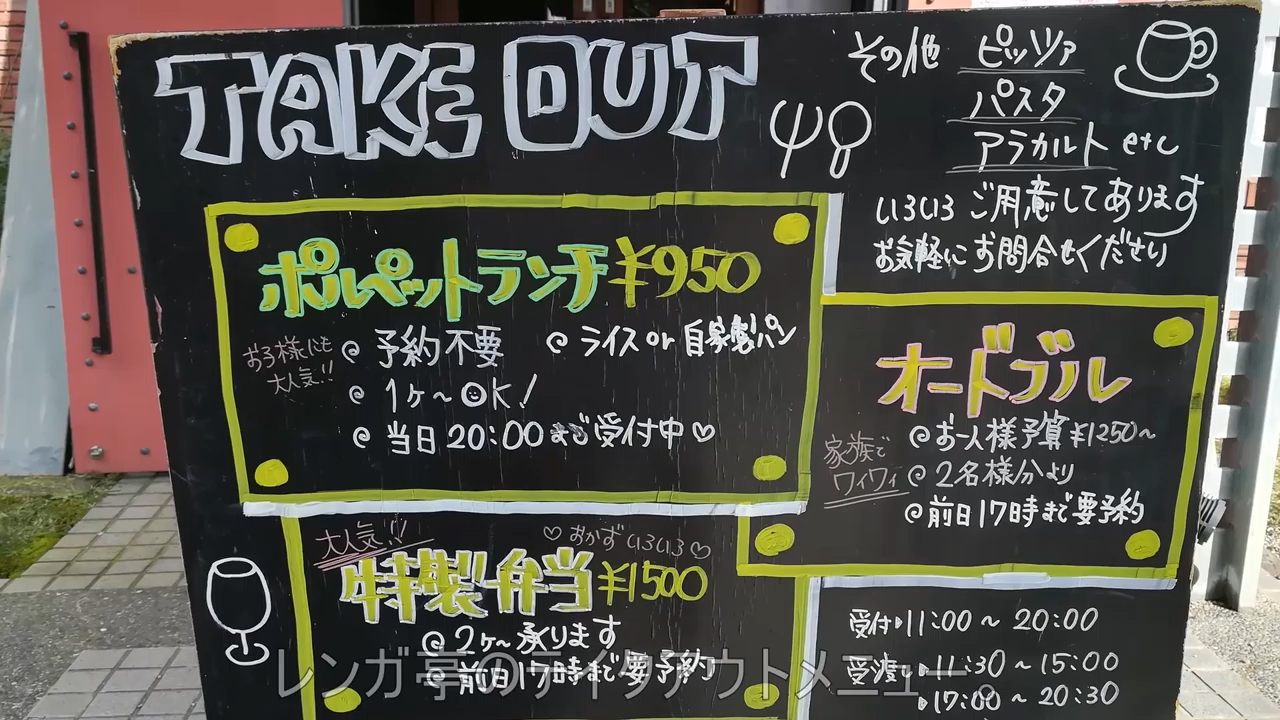 TAKE OUT
その他 ピッツァ
パスタ
アラカルト etc
いろいろ ご用意してあります
お気軽にお問合せください
ポルペットランチ ¥950
お子様にも
大人気!!
@ 予約不要 @ ライス or 自家製パン
@ 1ヶ~OK!
@ 当日20:00まで受付中♡
オードブル
家族で
ワイワイ
@ お一人様予算¥1250~
@ 2名様分より
@ 前日17時まで要予約
大人気!!
♡おかずいろいろ♡
特製弁当 ¥1500
@ 2ヶ~承ります
@ 前日17時まで要予約
受付 11:00 ~ 20:00
受渡し 11:30 ~ 15:00
17:00 ~ 20:30
レンガ亭のテイクアウトメニュー